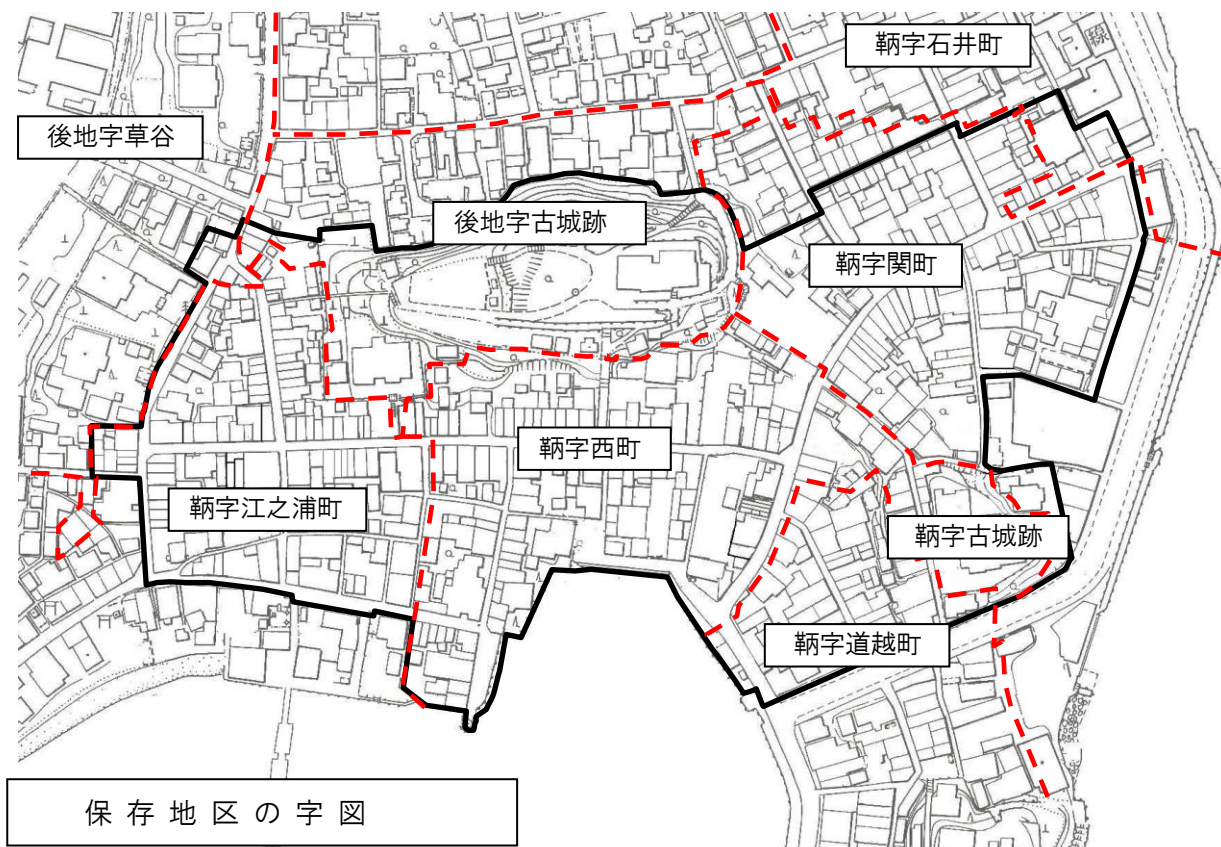 鞆字石井町
線
後地字草谷
後地字古城跡
鞆字関町
鞆字西町
鞆字江之浦町
鞆字古城跡
鞆字道越町
保存地区の字図